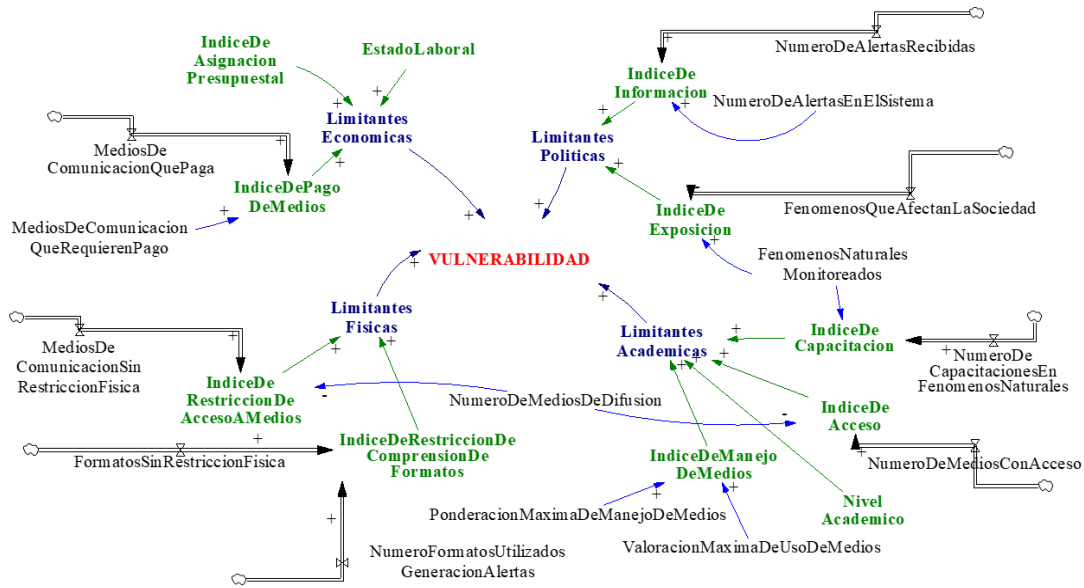 IndiceDe
Asignacion
Presupuestal
EstadoLaboral
NumeroDeAlertasRecibidas
IndiceDe
Informacion
NumeroDeAlertasEnElSistema
Limitantes
Economicas
Limitantes
Politicas
MediosDe
ComunicacionQuePaga
IndiceDePago
DeMedios
MediosDeComunicacion
QueRequierenPago
IndiceDe
Exposicion
FenomenosQueAfectanLaSociedad
VULNERABILIDAD
FenomenosNaturales
Monitoreados
Limitantes
Fisicas
Limitantes
Academicas
IndiceDe
Capacitacion
NumeroDe
CapacitacionesEn
FenomenosNaturales
MediosDe
ComunicacionSin
RestriccionFisica
IndiceDe
RestriccionDe
AccesoAMedios
NumeroDeMediosDeDifusion
IndiceDe
Acceso
FormatosSinRestriccionFisica
IndiceDeRestriccionDe
ComprensionDe
Formatos
IndiceDeManejo
DeMedios
NumeroDeMediosConAcceso
Nivel
Academico
PonderacionMaximaDeManejoDeMedios
ValoracionMaximaDeUsoDeMedios
NumeroFormatosUtilizados
GeneracionAlertas